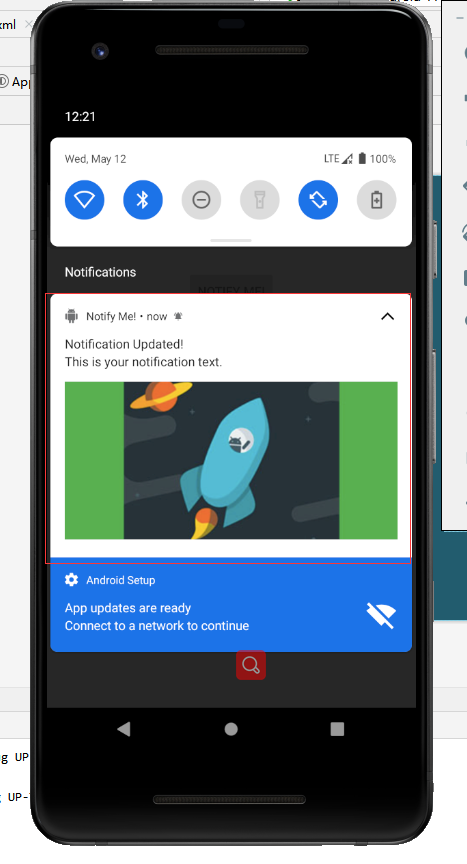 xml
App
12:21
Wed, May 12
LTE
100%
Notifications
NOTIFY ME!
Notify Me! • now
Notification Updated!
This is your notification text.
Android Setup
App updates are ready
Connect to a network to continue
g UP
UP-